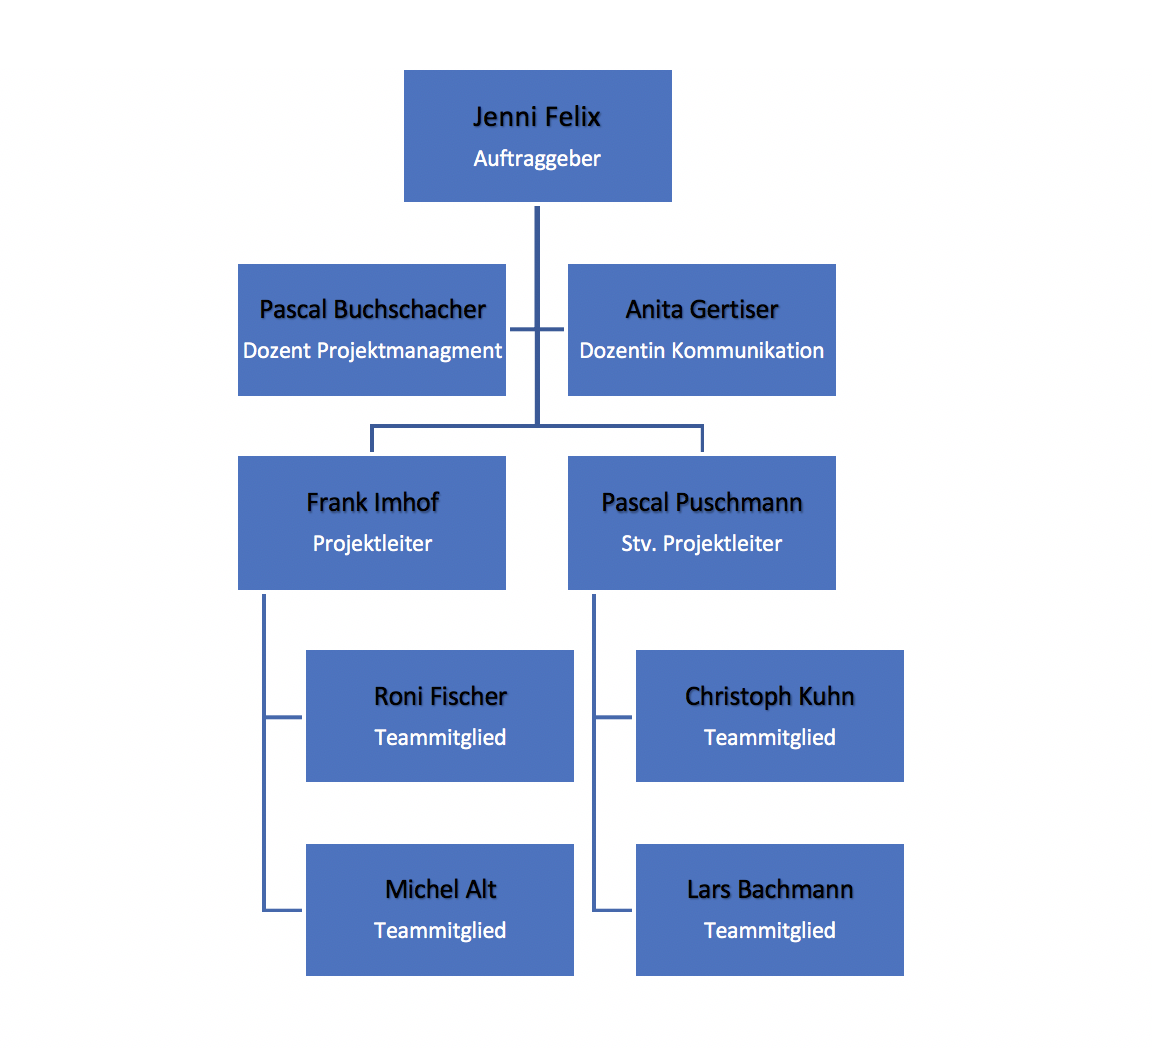 Jenni Felix
Auftraggeber
Pascal Buchschacher
Dozent Projektmanagment
Anita Gertiser
Dozentin Kommunikation
Frank Imhof
Projektleiter
Pascal Puschmann
Stv. Projektleiter
Roni Fischer
Teammitglied
Christoph Kuhn
Teammitglied
Michel Alt
Teammitglied
Lars Bachmann
Teammitglied